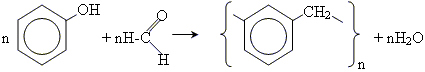 n OH + nH-C O H → CH₂ n + nH₂O